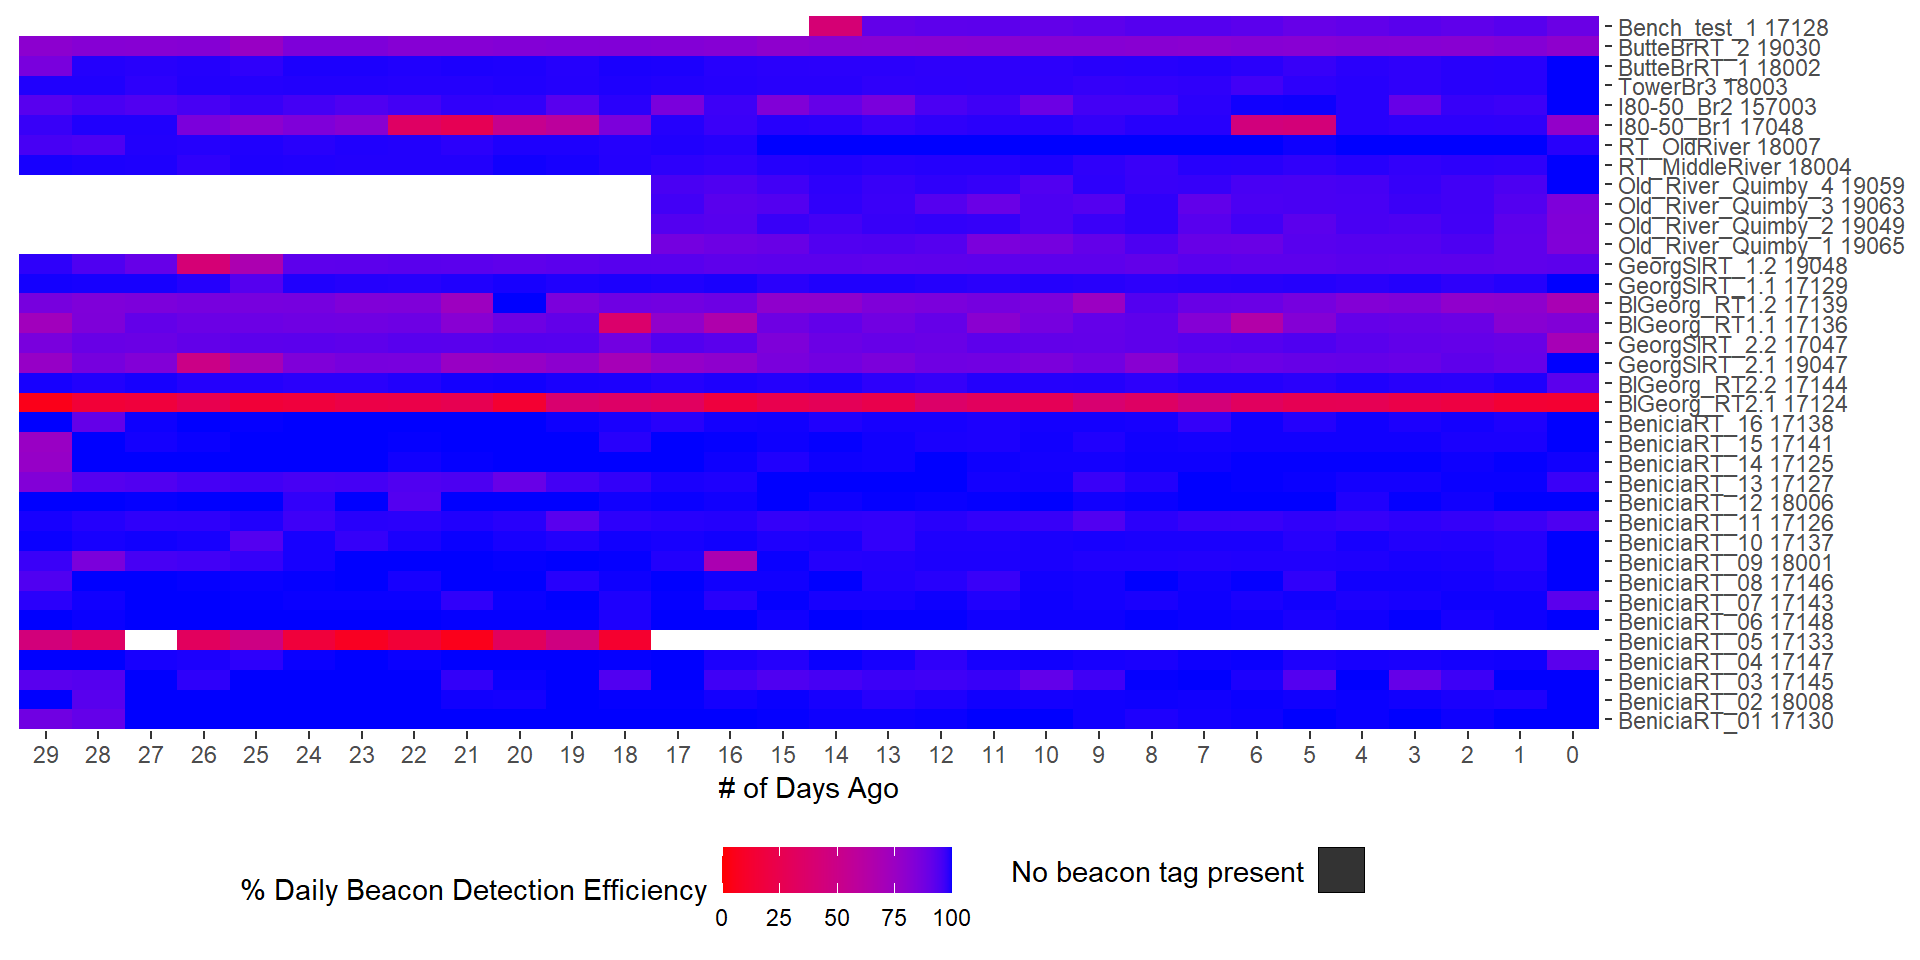 Bench_test_1 17128
ButteBrRT_2 19030
ButteBrRT_1 18002
TowerBr3 18003
I80-50_Br2 157003
I80-50_Br1 17048
RT_OldRiver 18007
RT_MiddleRiver 18004
Old_River_Quimby_4 19059
Old_River_Quimby_3 19063
Old_River_Quimby_2 19049
Old_River_Quimby_1 19065
GeorgSlRT_1.2 19048
GeorgSlRT_1.1 17129
BlGeorg_RT1.2 17139
BlGeorg_RT1.1 17136
GeorgSlRT_2.2 17047
GeorgSlRT_2.1 19047
BlGeorg_RT2.2 17144
BlGeorg_RT2.1 17124
BeniciaRT_16 17138
BeniciaRT_15 17141
BeniciaRT_14 17125
BeniciaRT_13 17127
BeniciaRT_12 18006
BeniciaRT_11 17126
BeniciaRT_10 17137
BeniciaRT_09 18001
BeniciaRT_08 17146
BeniciaRT_07 17143
BeniciaRT_06 17148
BeniciaRT_05 17133
BeniciaRT_04 17147
BeniciaRT_03 17145
BeniciaRT_02 18008
BeniciaRT_01 17130
29 28 27 26 25 24 23 22 21 20 19 18 17 16 15 14 13 12 11 10 9 8 7 6 5 4 3 2 1 0
# of Days Ago
% Daily Beacon Detection Efficiency
0 25 50 75 100
No beacon tag present